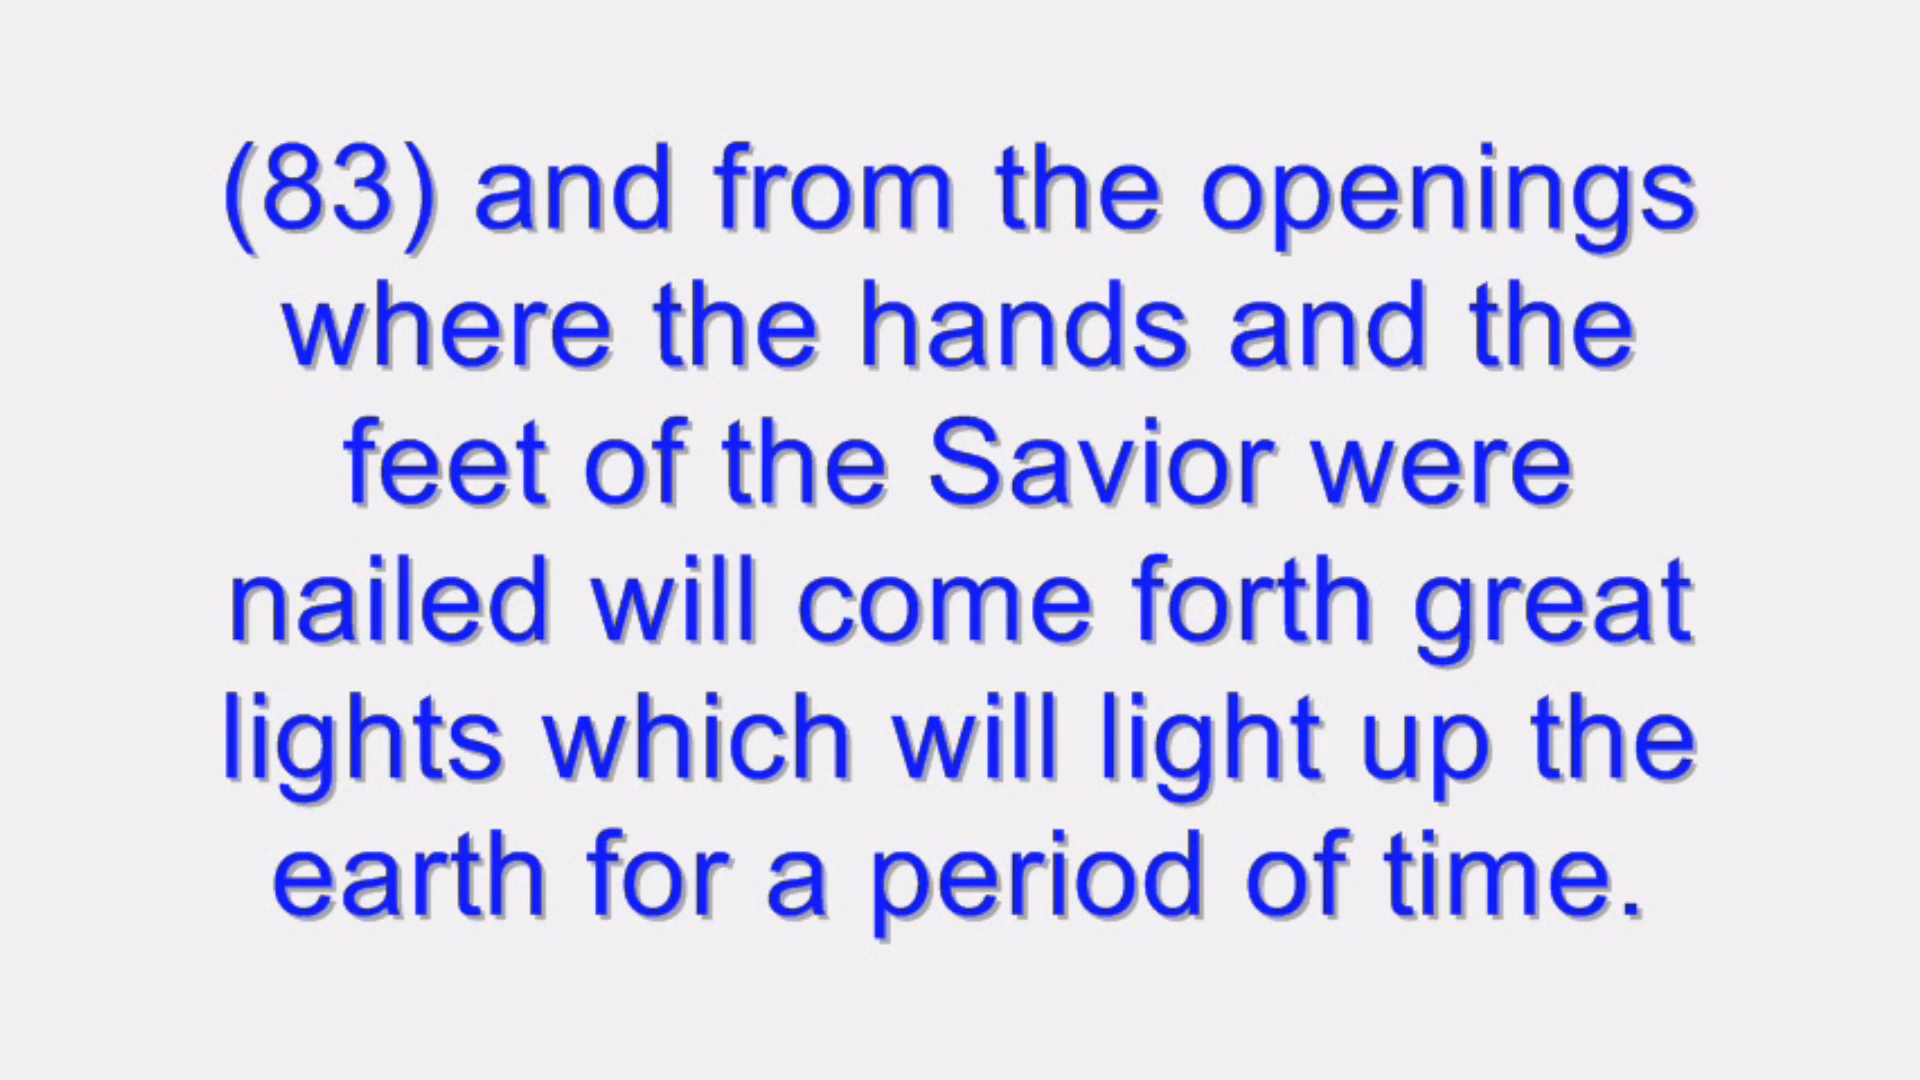 (83) and from the openings
where the hands and the
feet of the Savior were
nailed will come forth great
lights which will light up the
earth for a period of time.